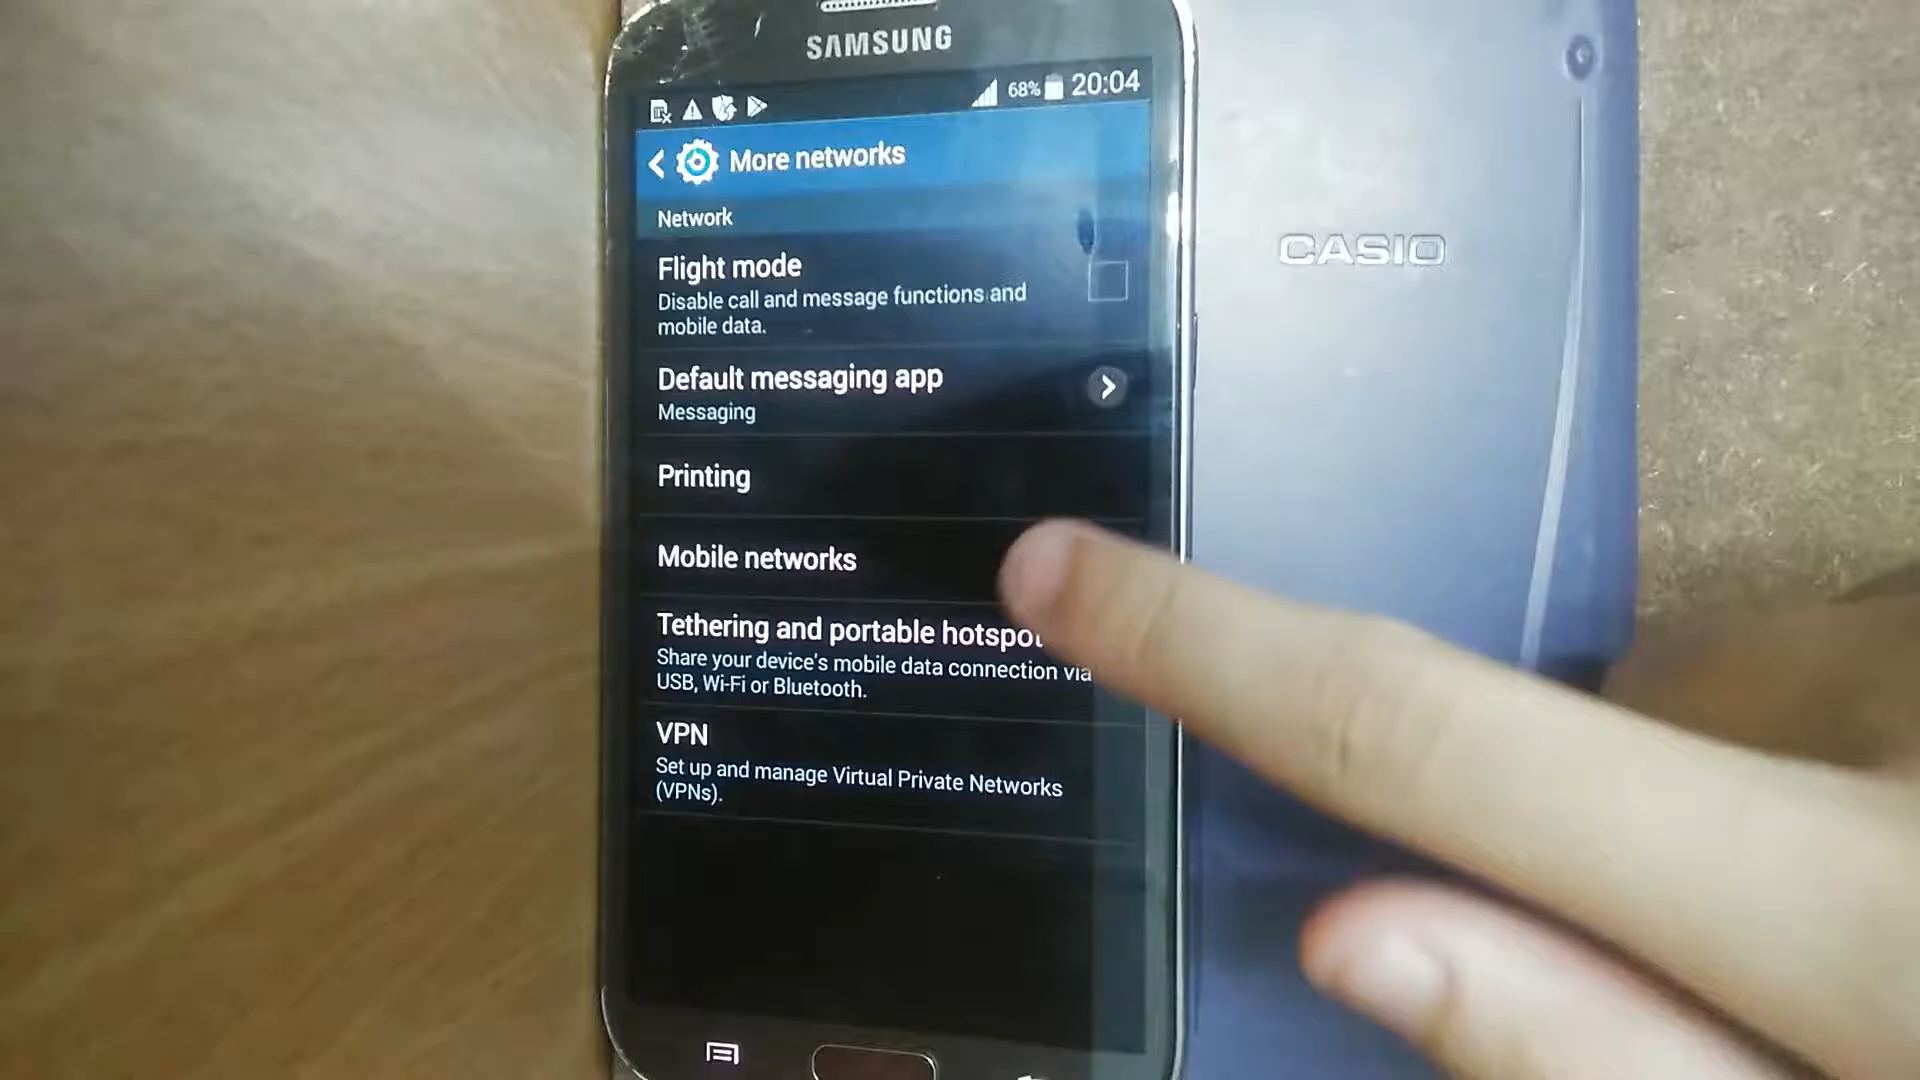 SAMSUNG
68% 20:04
More networks
Network
Flight mode
Disable call and message functions and
mobile data.
Default messaging app
Messaging
Printing
Mobile networks
Tethering and portable hotspot
Share your device's mobile data connection via
USB, Wi-Fi or Bluetooth.
VPN
Set up and manage Virtual Private Networks
(VPNs).
CASIO